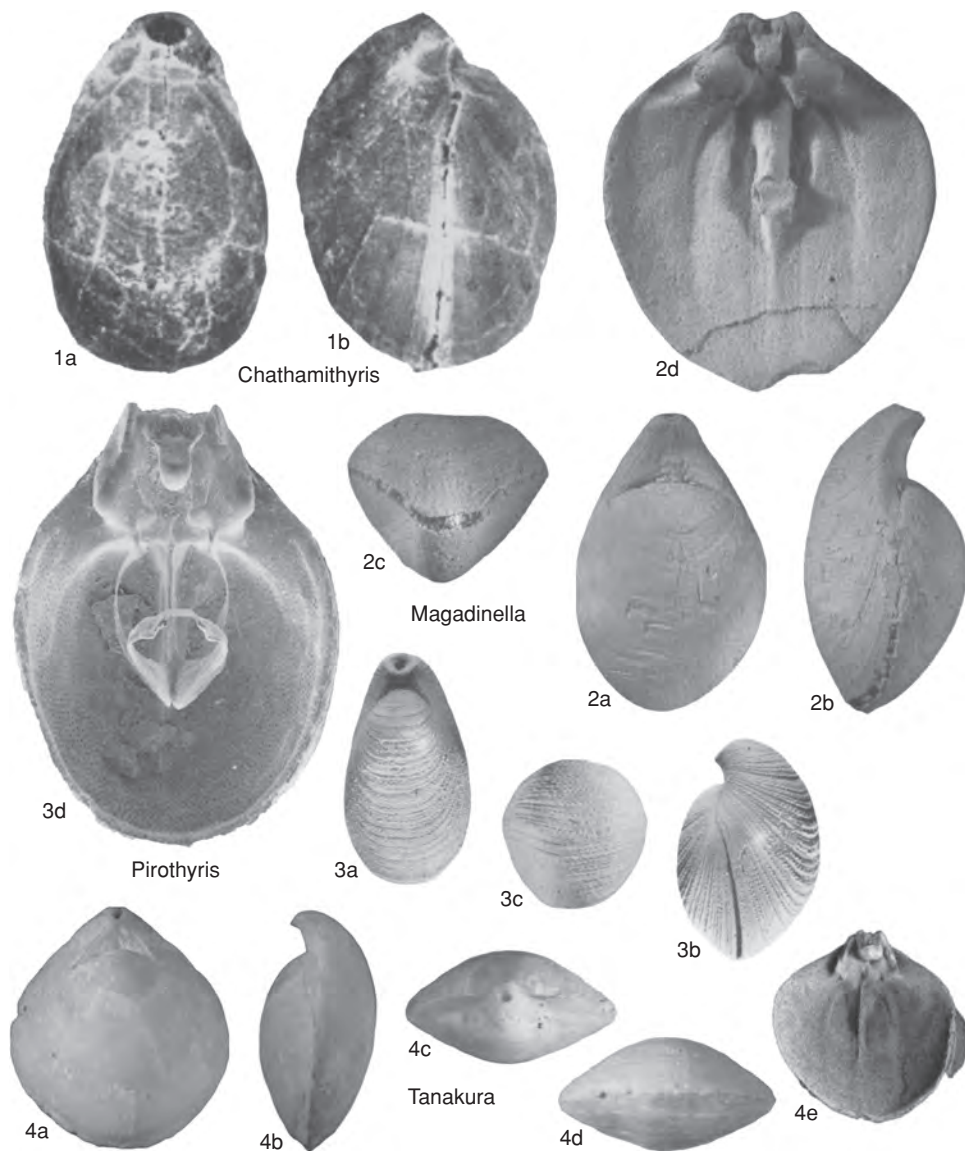 1a
1b
Chathamithyris
2d
2c
Magadinella
2a
2b
3d
Pirothyris
3a
3c
3b
4a
4b
4c
Tanakura
4d
4e